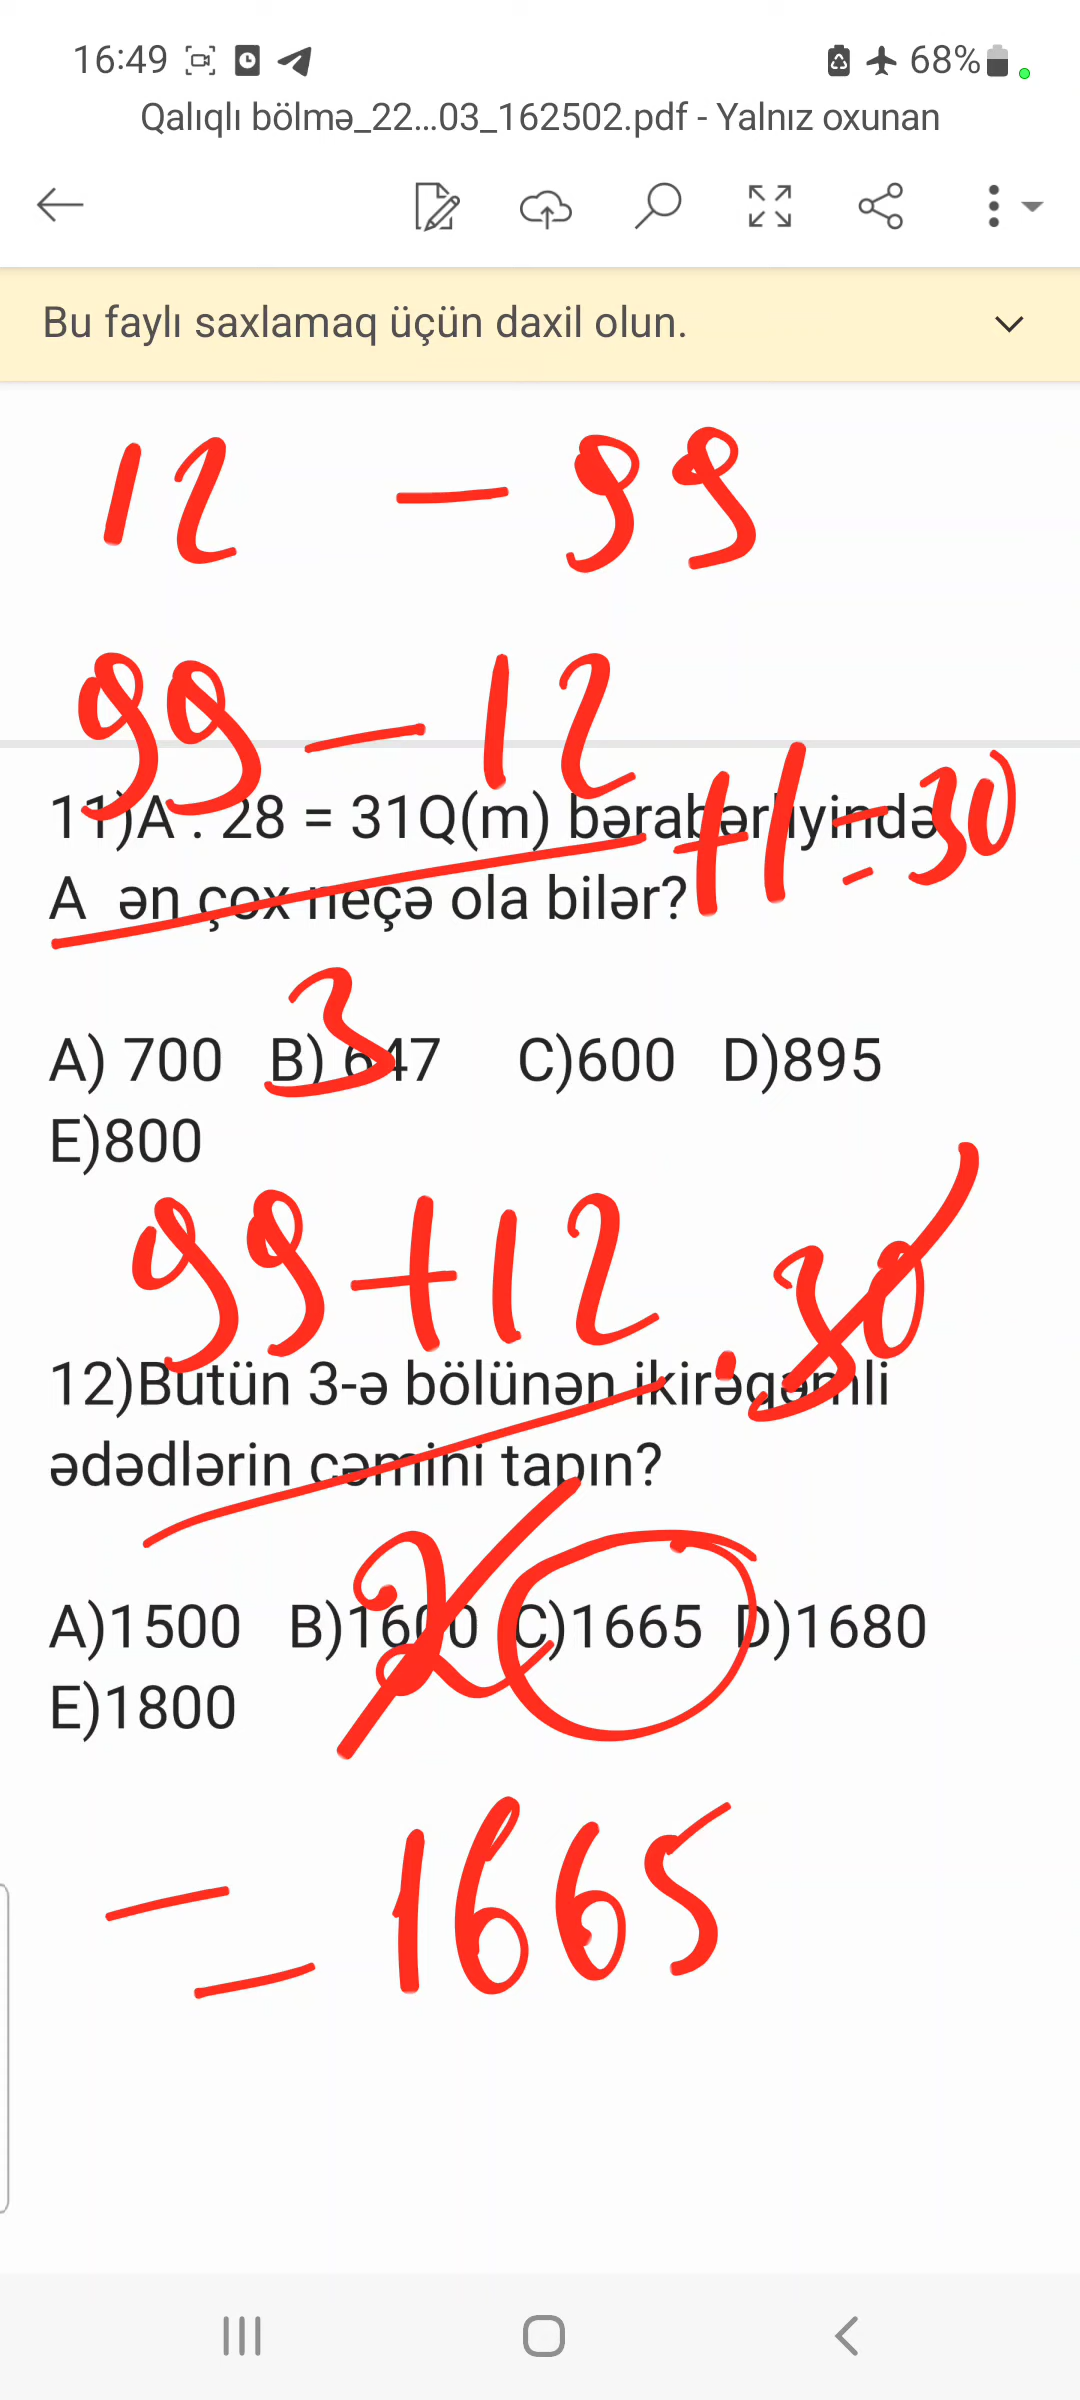 16:49 68%
Qalıqlı bölmə_22...03_162502.pdf - Yalnız oxunan
Bu faylı saxlamaq üçün daxil olun.
12 - 99
99 - 12 + 1 = 30
3
11)A : 28 = 31Q(m) bərabərliyində
A ən çox neçə ola bilər?
A) 700 B) 647 C)600 D)895
E)800
99 + 12 . 30
2
12)Bütün 3-ə bölünən ikirəqəmli
ədədlərin cəmini tapın?
A)1500 B)1600 C)1665 D)1680
E)1800
= 1665